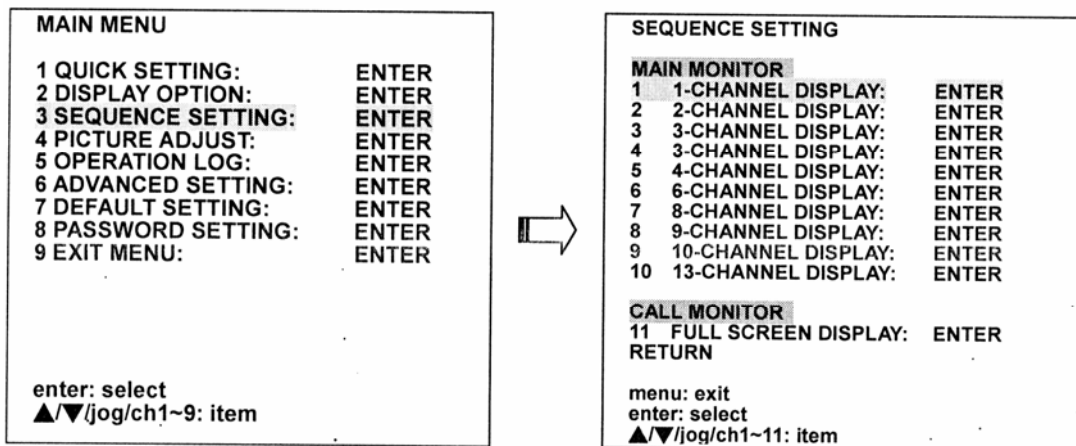 MAIN MENU
1 QUICK SETTING: ENTER
2 DISPLAY OPTION: ENTER
3 SEQUENCE SETTING: ENTER
4 PICTURE ADJUST: ENTER
5 OPERATION LOG: ENTER
6 ADVANCED SETTING: ENTER
7 DEFAULT SETTING: ENTER
8 PASSWORD SETTING: ENTER
9 EXIT MENU: ENTER
enter: select
▲/▼/jog/ch1~9: item
SEQUENCE SETTING
MAIN MONITOR
1 1-CHANNEL DISPLAY: ENTER
2 2-CHANNEL DISPLAY: ENTER
3 3-CHANNEL DISPLAY: ENTER
4 3-CHANNEL DISPLAY: ENTER
5 4-CHANNEL DISPLAY: ENTER
6 6-CHANNEL DISPLAY: ENTER
7 8-CHANNEL DISPLAY: ENTER
8 9-CHANNEL DISPLAY: ENTER
9 10-CHANNEL DISPLAY: ENTER
10 13-CHANNEL DISPLAY: ENTER
CALL MONITOR
11 FULL SCREEN DISPLAY: ENTER
RETURN
menu: exit
enter: select
▲/▼/jog/ch1~11: item